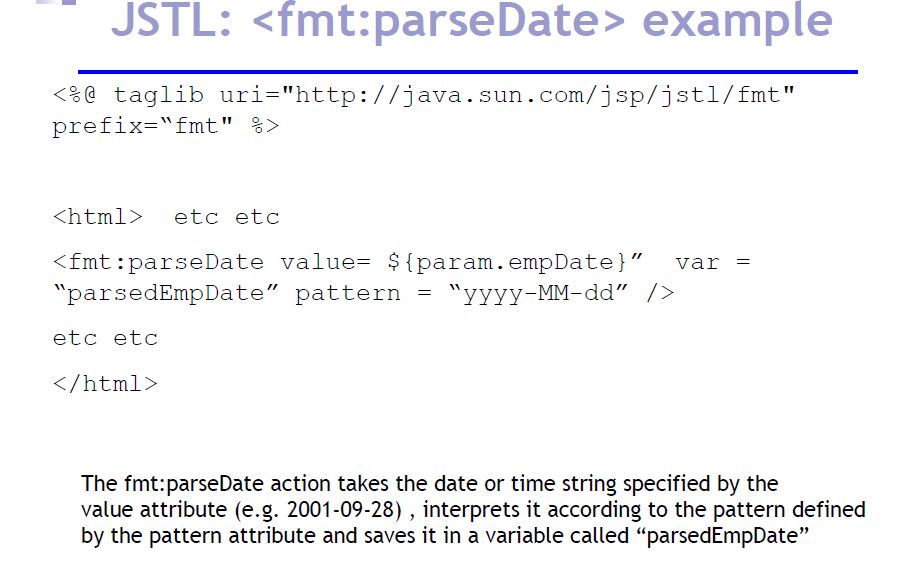 JSTL: <fmt:parseDate> example
<%@ taglib uri="http://java.sun.com/jsp/jstl/fmt"
prefix=“fmt" %>
<html>  etc etc
<fmt:parseDate value= ${param.empDate}”  var =
“parsedEmpDate” pattern = “yyyy-MM-dd” />
etc etc
</html>
The fmt:parseDate action takes the date or time string specified by the
value attribute (e.g. 2001-09-28) , interprets it according to the pattern defined
by the pattern attribute and saves it in a variable called “parsedEmpDate”